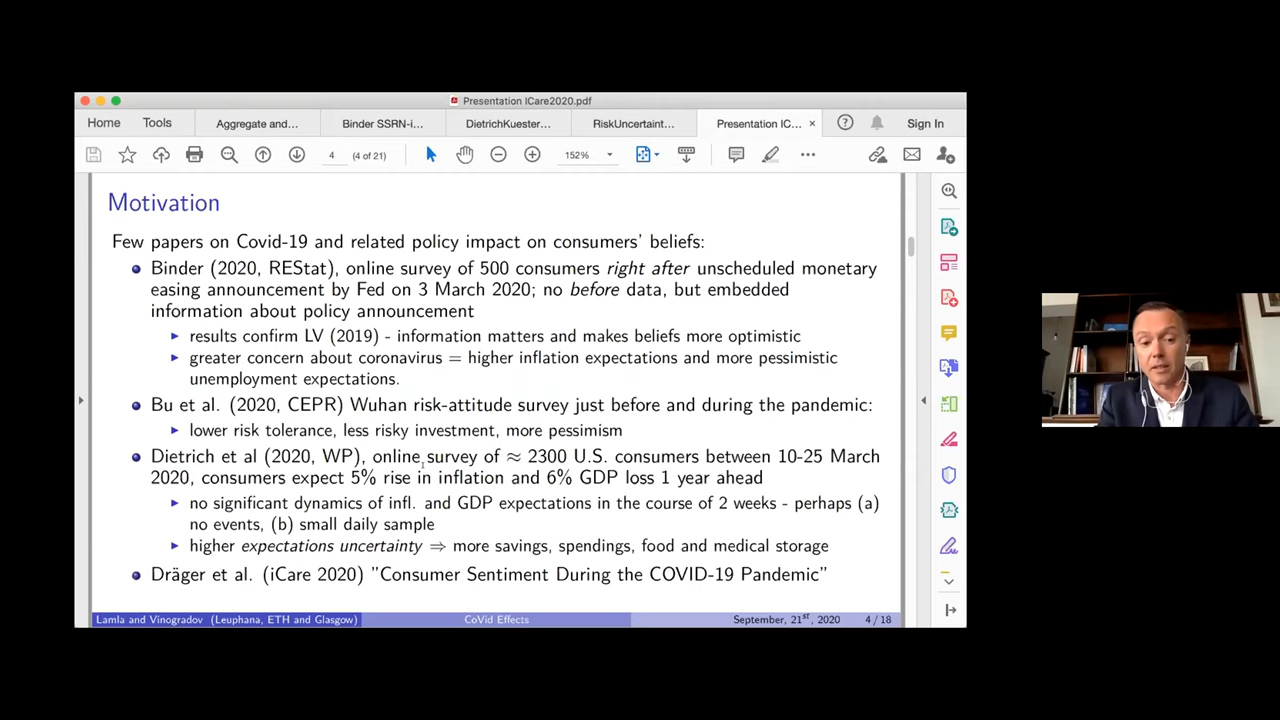 Presentation ICare2020.pdf
Home Tools Aggregate and... Binder SSRN-i... DietrichKuester... RiskUncertaint... Presentation IC... × Sign In
4 (4 of 21) 152%
Motivation
Few papers on Covid-19 and related policy impact on consumers' beliefs:
Binder (2020, REStat), online survey of 500 consumers right after unscheduled monetary
easing announcement by Fed on 3 March 2020; no before data, but embedded
information about policy announcement
results confirm LV (2019) - information matters and makes beliefs more optimistic
greater concern about coronavirus = higher inflation expectations and more pessimistic
unemployment expectations.
Bu et al. (2020, CEPR) Wuhan risk-attitude survey just before and during the pandemic:
lower risk tolerance, less risky investment, more pessimism
Dietrich et al (2020, WP), online survey of ≈ 2300 U.S. consumers between 10-25 March
2020, consumers expect 5% rise in inflation and 6% GDP loss 1 year ahead
no significant dynamics of infl. and GDP expectations in the course of 2 weeks - perhaps (a)
no events, (b) small daily sample
higher expectations uncertainty ⇒ more savings, spendings, food and medical storage
Dräger et al. (iCare 2020) "Consumer Sentiment During the COVID-19 Pandemic"
Lamla and Vinogradov (Leuphana, ETH and Glasgow) CoVid Effects September, 21st, 2020 4 / 18